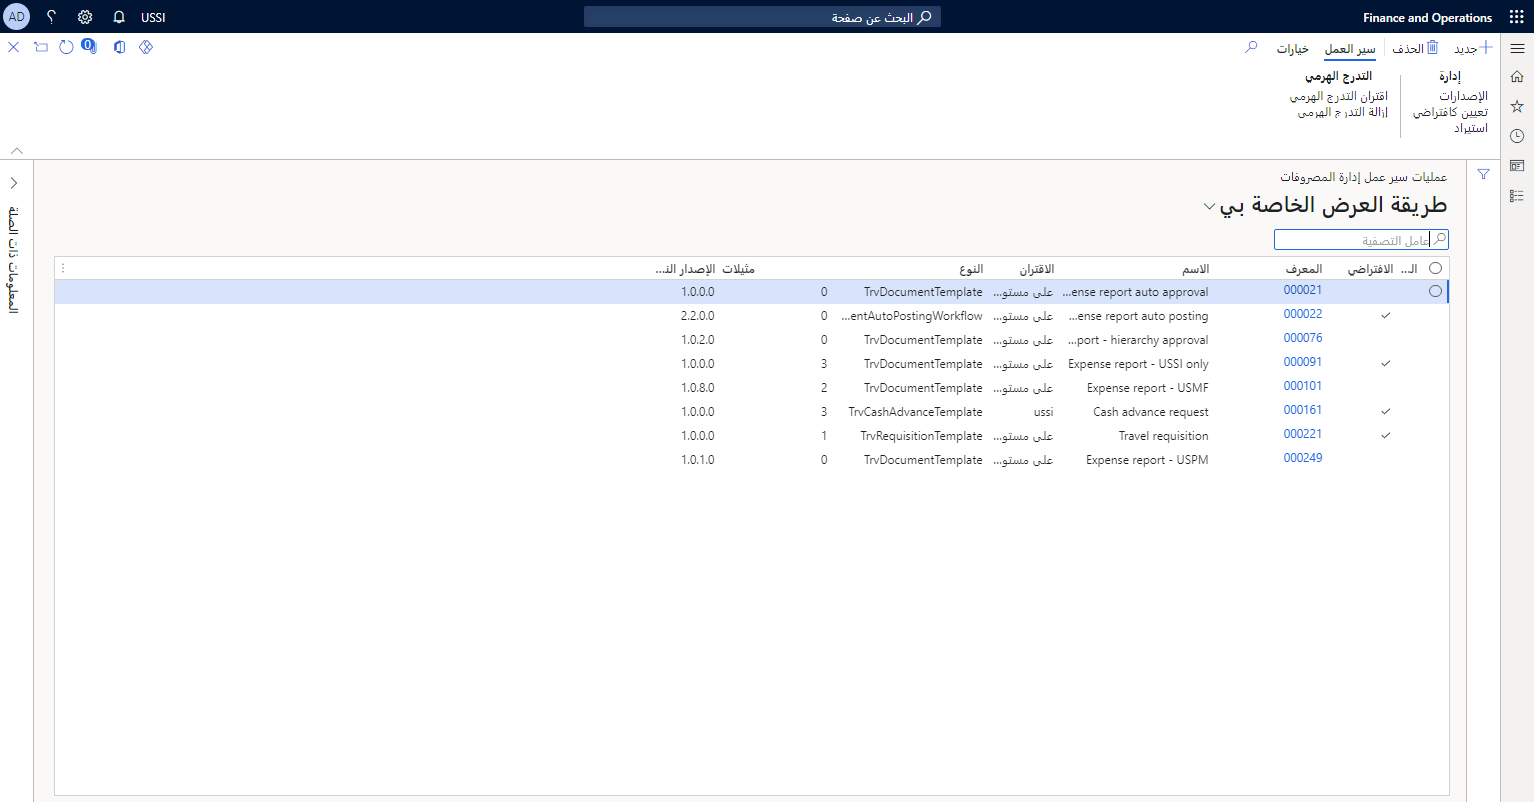 Finance and Operations
البحث عن صفحة
USSI
AD
جديد
الحذف
سير العمل
خيارات
0
إدارة
الإصدارات
تعيين كافتراضي
استيراد
التدرج الهرمي
اقتران التدرج الهرمي
إزالة التدرج الهرمي
عمليات سير عمل إدارة المصروفات
طريقة العرض الخاصة بي
عامل التصفية
الـ... الافتراضي المعرف الاسم الاقتران النوع مثيلات الإصدار الن...
000021 ...ense report auto approval على مستو... TrvDocumentTemplate 0 1.0.0.0
000022 ...ense report auto posting على مستو... ...entAutoPostingWorkflow 0 2.2.0.0
000076 ...port - hierarchy approval على مستو... TrvDocumentTemplate 0 1.0.2.0
000091 Expense report - USSI only على مستو... TrvDocumentTemplate 3 1.0.0.0
000101 Expense report - USMF على مستو... TrvDocumentTemplate 2 1.0.8.0
000161 Cash advance request ussi TrvCashAdvanceTemplate 3 1.0.0.0
000221 Travel requisition على مستو... TrvRequisitionTemplate 1 1.0.0.0
000249 Expense report - USPM على مستو... TrvDocumentTemplate 0 1.0.1.0
المعلومات ذات الصلة